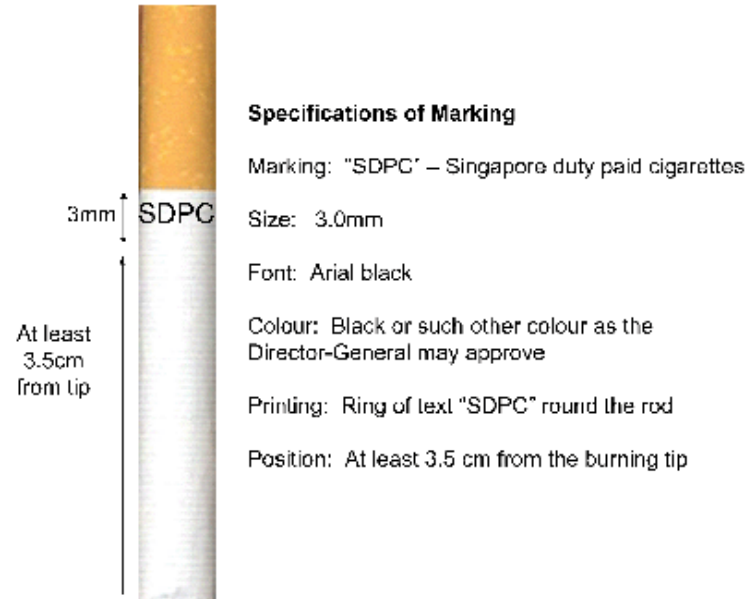 Specifications of Marking
Marking: "SDPC" – Singapore duty paid cigarettes
3mm
SDPC
Size: 3.0mm
Font: Arial black
At least
3.5cm
from tip
Colour: Black or such other colour as the
Director-General may approve
Printing: Ring of text "SDPC" round the rod
Position: At least 3.5 cm from the burning tip